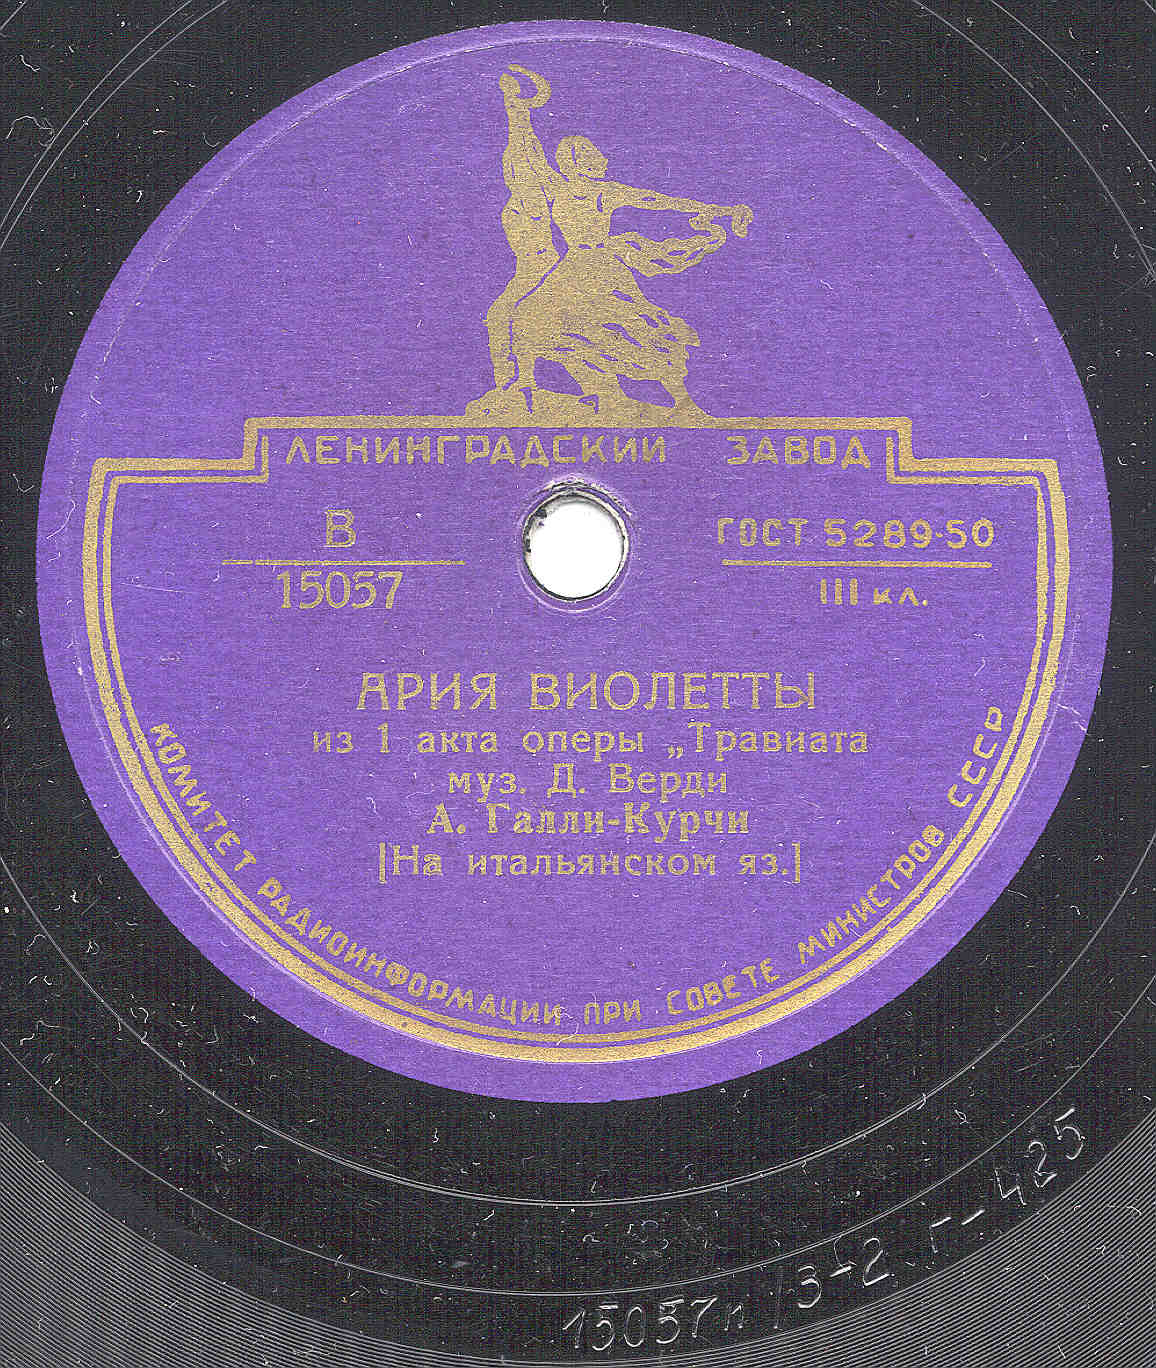 ЛЕНИНГРАДСКИЙ ЗАВОД
В
15057
ГОСТ 5289-50
III кл.
АРИЯ ВИОЛЕТТЫ
из 1 акта оперы „Травиата
муз. Д. Верди
А. Галли-Курчи
[На итальянском яз.]
КОМИТЕТ РАДИОИНФОРМАЦИИ ПРИ СОВЕТЕ МИНИСТРОВ СССР
15057п /3-2 г-425